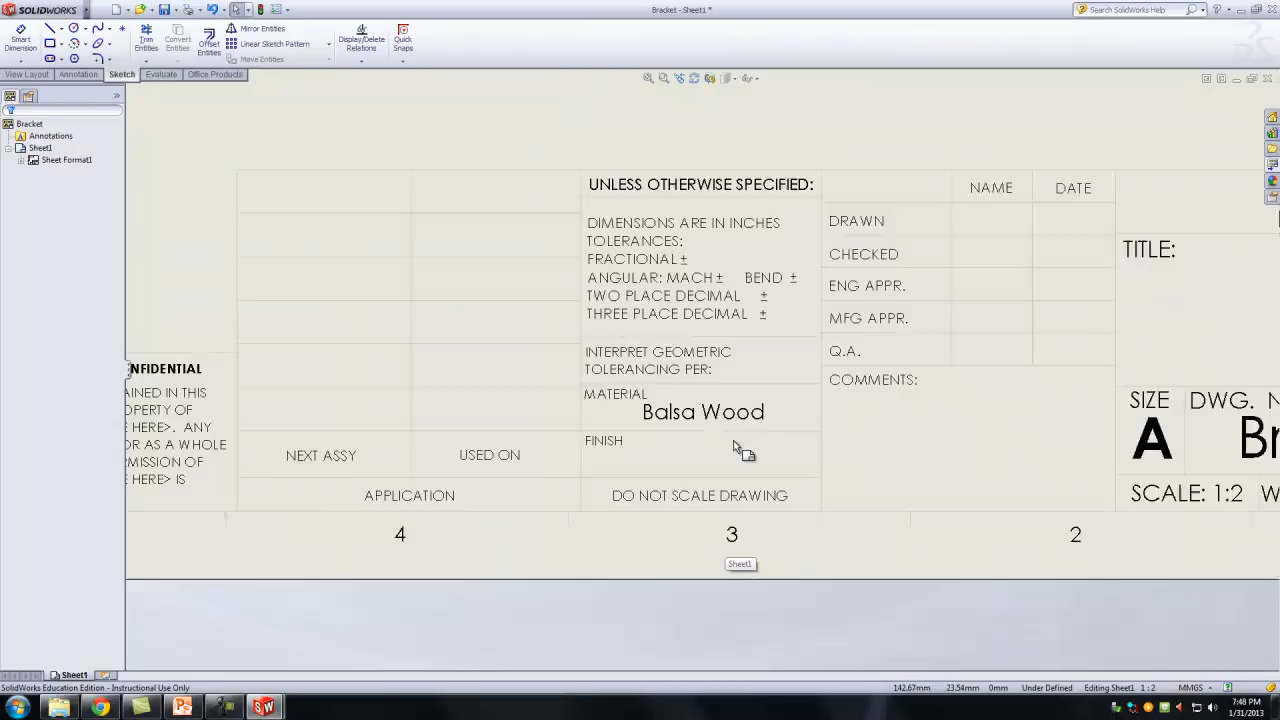 SOLIDWORKS
Bracket - Sheet1 *
Search SolidWorks Help
Smart Dimension
Trim Entities
Convert Entities
Offset Entities
Mirror Entities
Linear Sketch Pattern
Move Entities
Display/Delete Relations
Quick Snaps
View Layout
Annotation
Sketch
Evaluate
Office Products
Bracket
Annotations
Sheet1
Sheet Format1
NFIDENTIAL
AINED IN THIS
OPERTY OF
HERE>. ANY
OR AS A WHOLE
RMISSION OF
HERE> IS
NEXT ASSY
USED ON
APPLICATION
UNLESS OTHERWISE SPECIFIED:
DIMENSIONS ARE IN INCHES
TOLERANCES:
FRACTIONAL ±
ANGULAR: MACH ± BEND ±
TWO PLACE DECIMAL ±
THREE PLACE DECIMAL ±
INTERPRET GEOMETRIC
TOLERANCING PER:
MATERIAL
Balsa Wood
FINISH
DO NOT SCALE DRAWING
NAME
DATE
DRAWN
CHECKED
ENG APPR.
MFG APPR.
Q.A.
COMMENTS:
TITLE:
SIZE
DWG. N
A
Br
SCALE: 1:2
W
4
3
2
Sheet1
Sheet1
SolidWorks Education Edition - Instructional Use Only
142.67mm
23.54mm
0mm
Under Defined
Editing Sheet1
1 : 2
MMGS
7:48 PM
1/31/2013